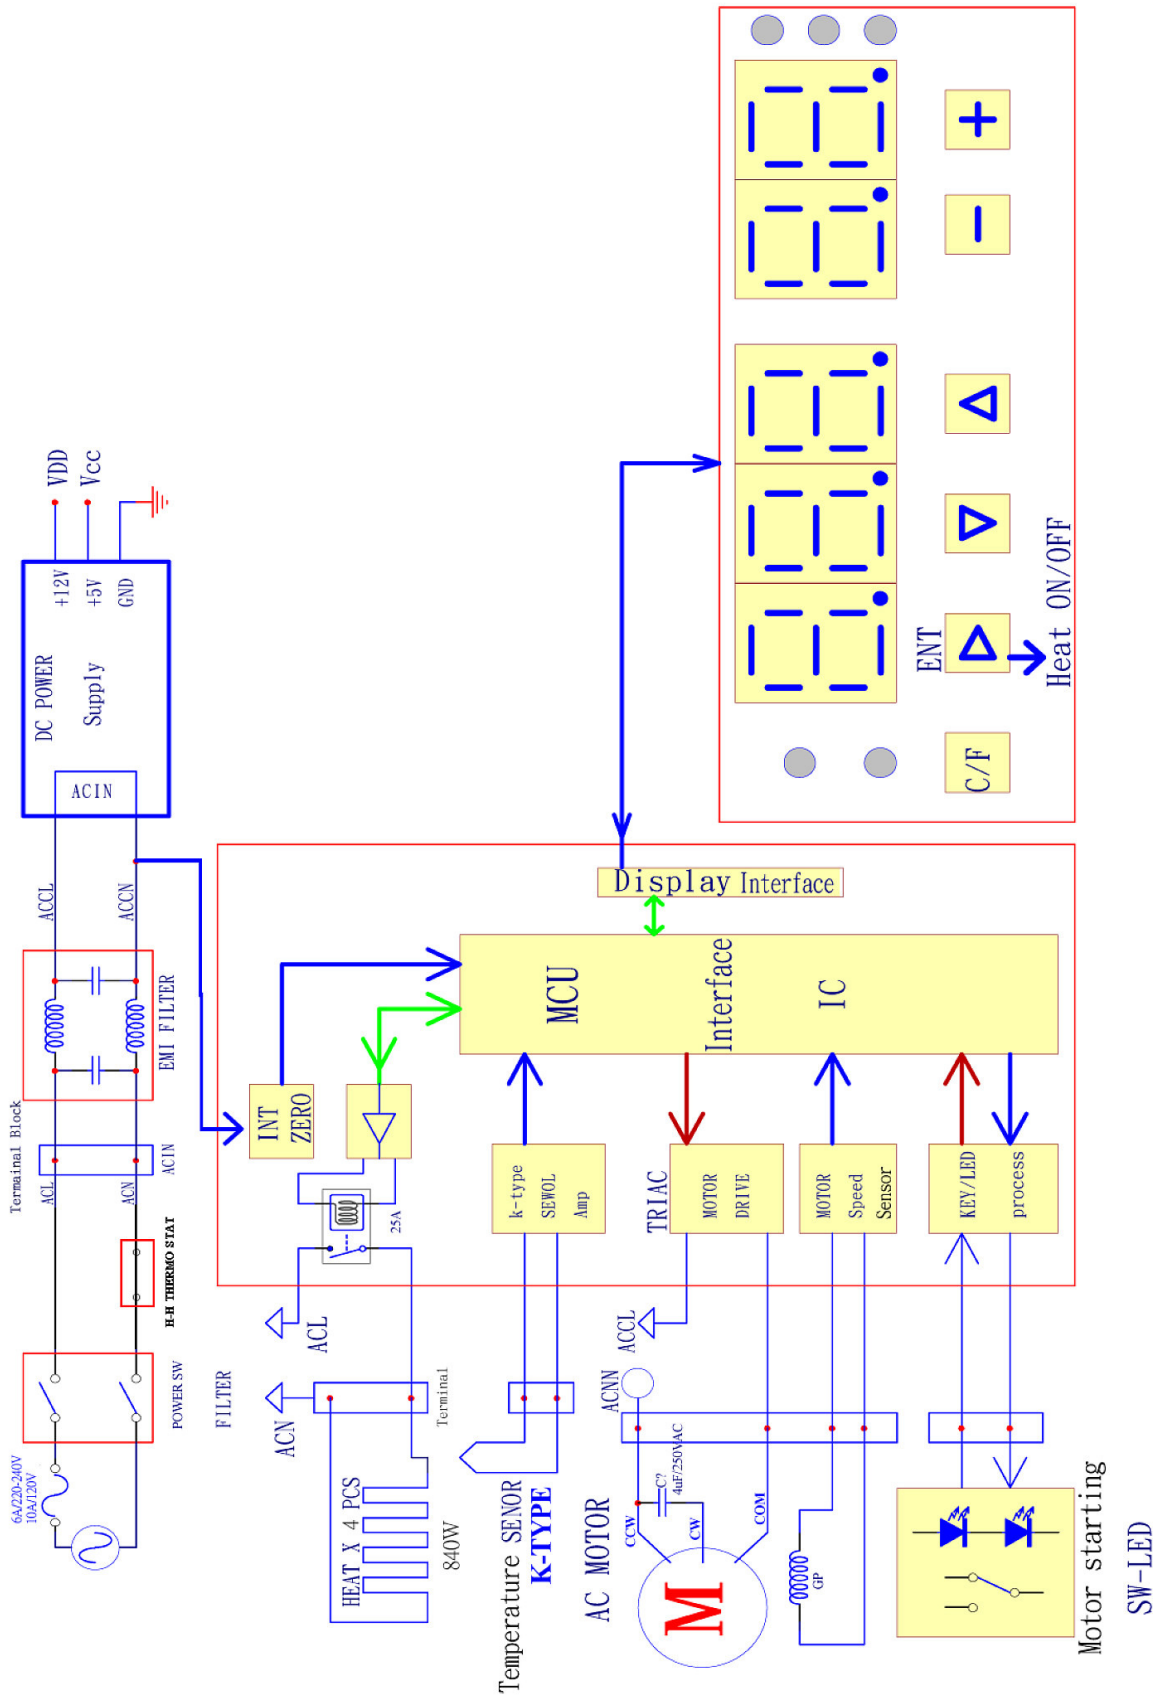 6A/220-240V
10A/120V
POWER SW
H-H THERMO STAT
Termainal Block
ACL
ACN
ACIN
EMI FILTER
ACCL
ACCN
DC POWER
Supply
ACIN
+12V
+5V
GND
VDD
Vcc
FILTER
ACN
ACL
HEAT X 4 PCS
840W
Terminal
25A
INT
ZERO
Temperature SENOR
K-TYPE
k-type
SEWOL
Amp
MCU
Interface
IC
Display Interface
AC MOTOR
M
CCW
CW
COM
C?
4uF/250VAC
ACNN
ACCL
TRIAC
MOTOR
DRIVE
GP
MOTOR
Speed
Sensor
KEY/LED
process
Motor starting
SW-LED
C/F
ENT
Heat ON/OFF
−
+